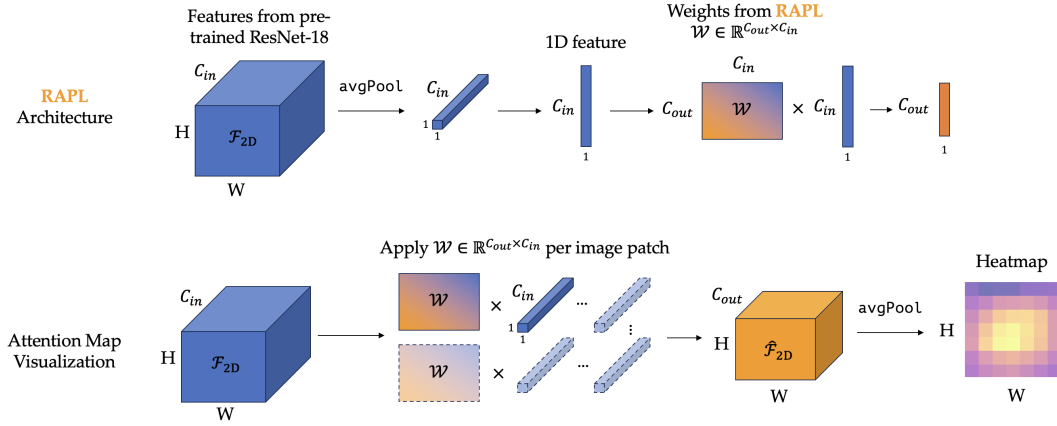 Features from pre-
trained ResNet-18
C_in
H
W
ℱ_2D
RAPL
Architecture
avgPool
C_in
1
1
1D feature
C_in
1
Weights from RAPL
𝒲 ∈ ℝ^{C_out×C_in}
C_in
C_out
𝒲
×
C_in
1
C_out
1
Attention Map
Visualization
C_in
H
W
ℱ_2D
Apply 𝒲 ∈ ℝ^{C_out×C_in} per image patch
𝒲
×
C_in
1
1
...
⋮
𝒲
×
...
C_out
H
W
ℱ̂_2D
avgPool
Heatmap
H
W